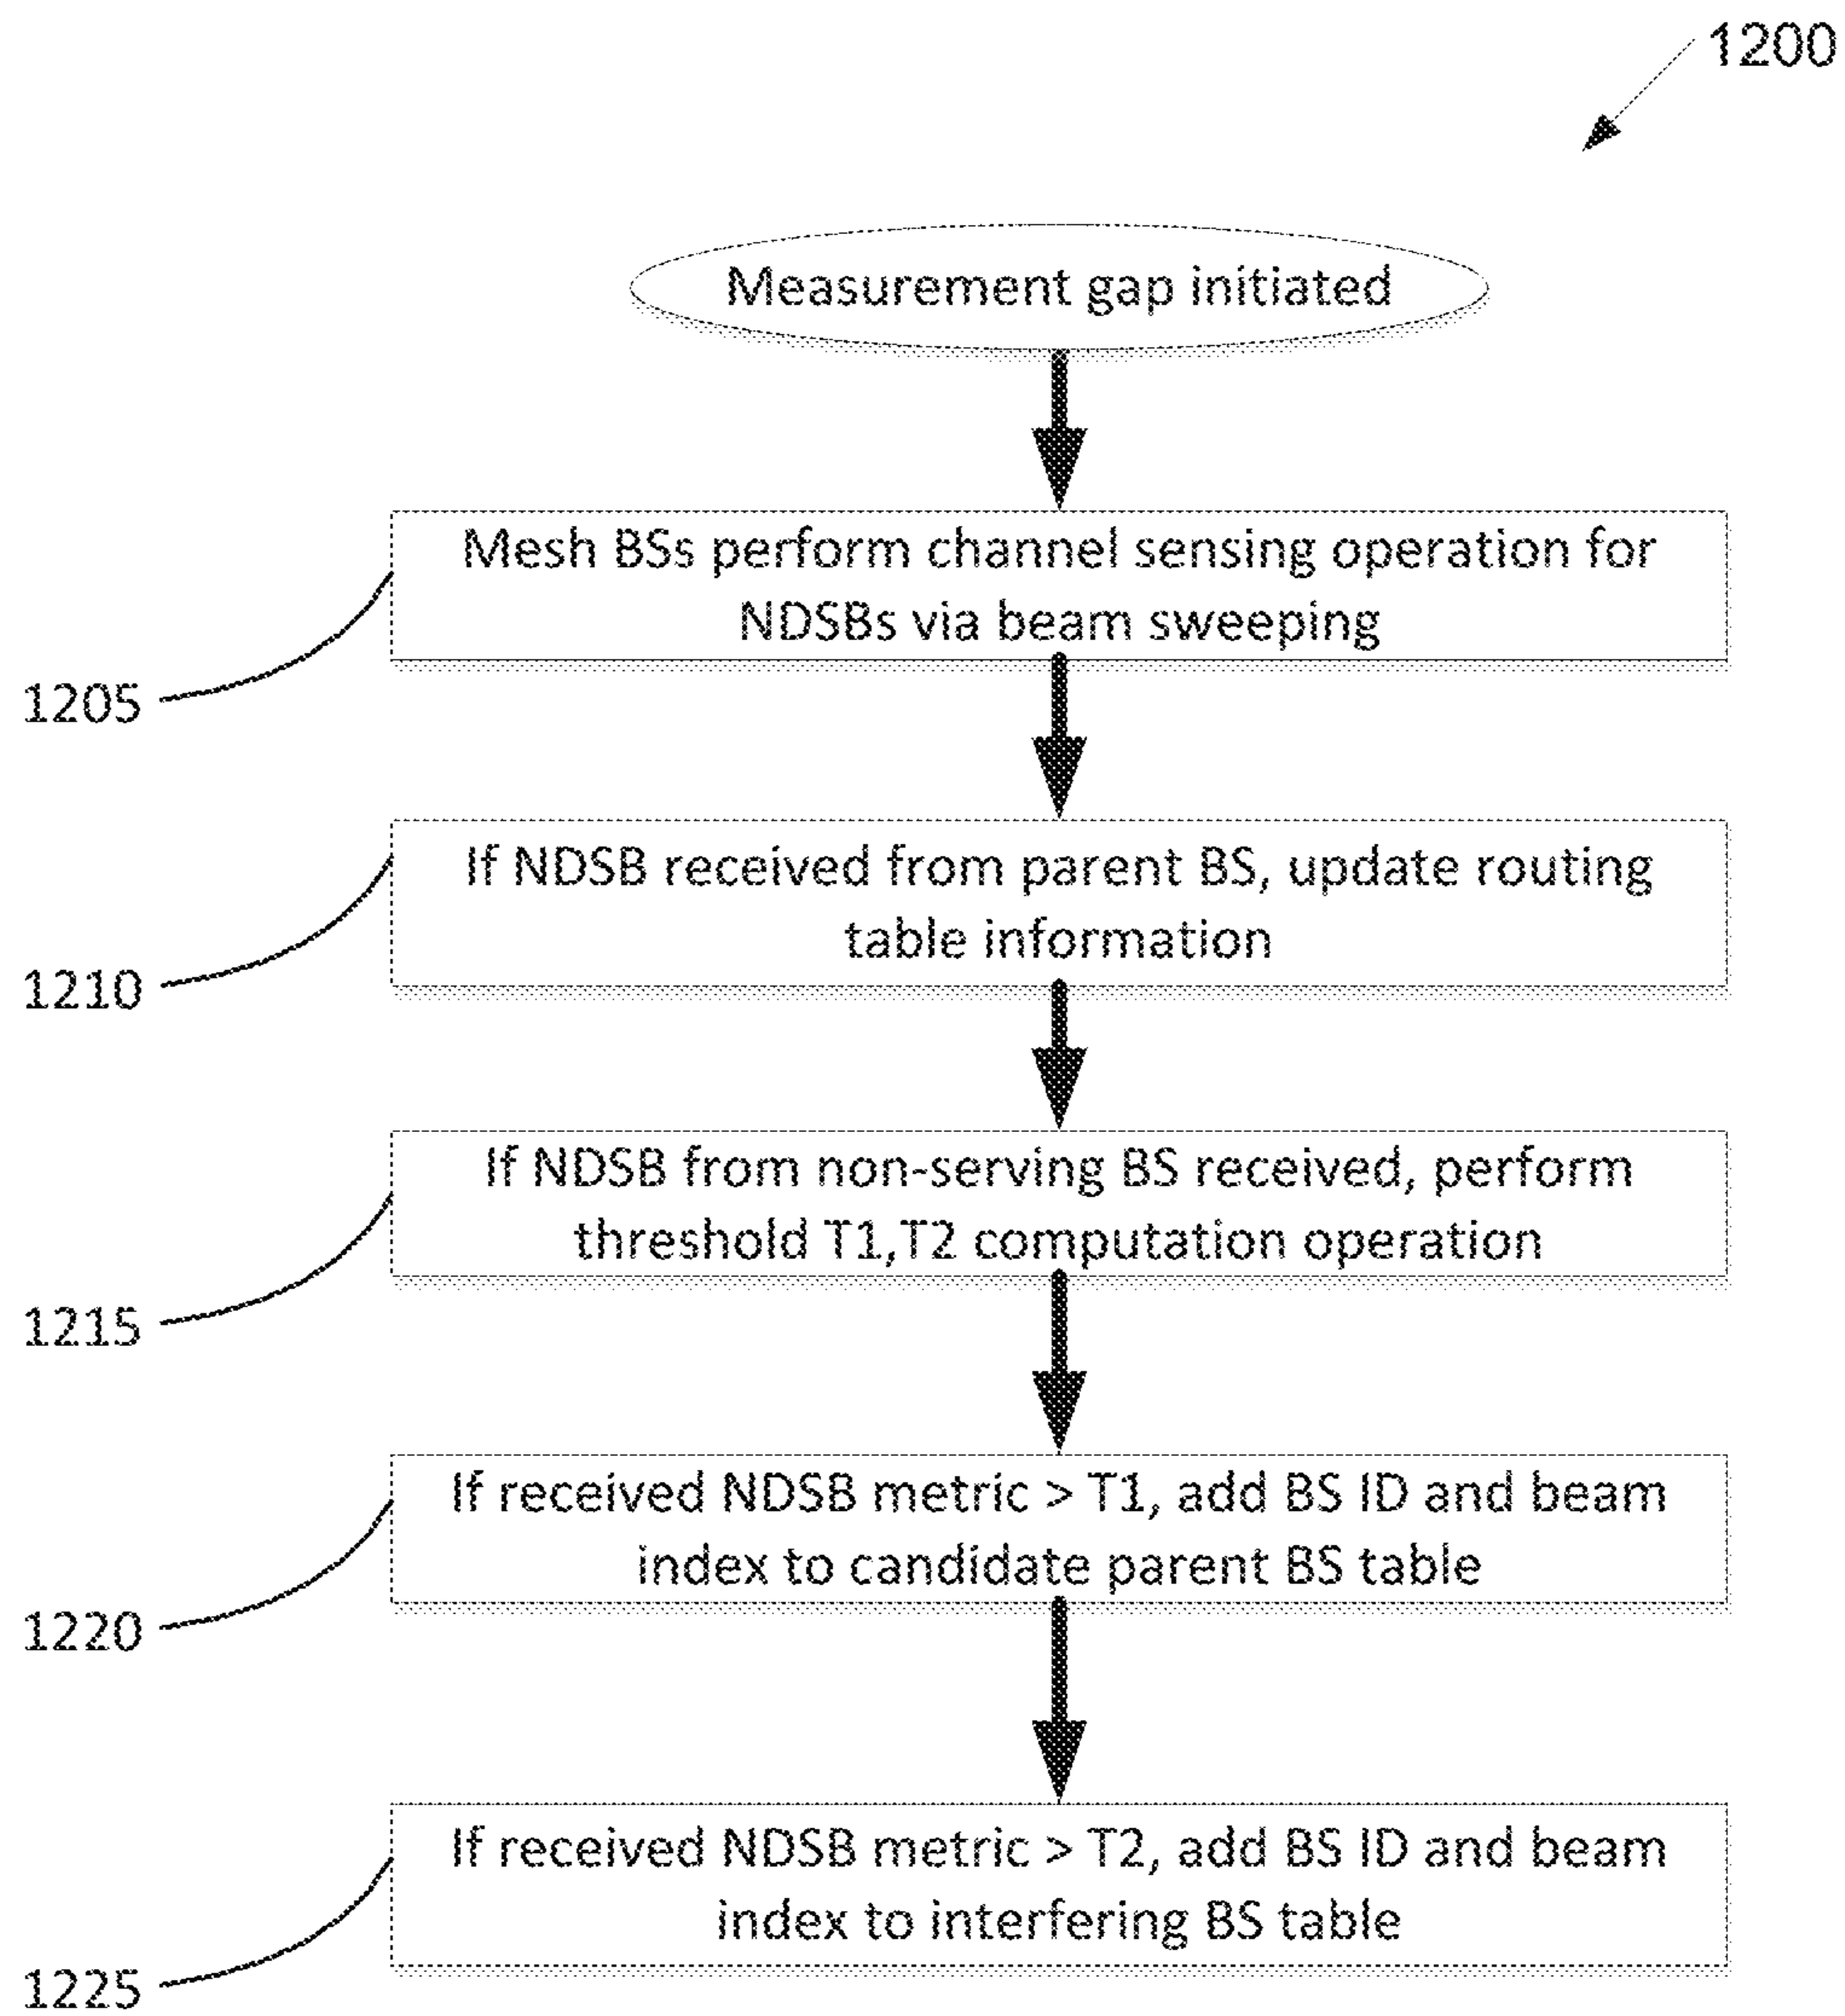 1200
Measurement gap initiated
Mesh BSs perform channel sensing operation for
NDSBs via beam sweeping
1205
If NDSB received from parent BS, update routing
table information
1210
If NDSB from non-serving BS received, perform
threshold T1,T2 computation operation
1215
If received NDSB metric > T1, add BS ID and beam
index to candidate parent BS table
1220
If received NDSB metric > T2, add BS ID and beam
index to interfering BS table
1225